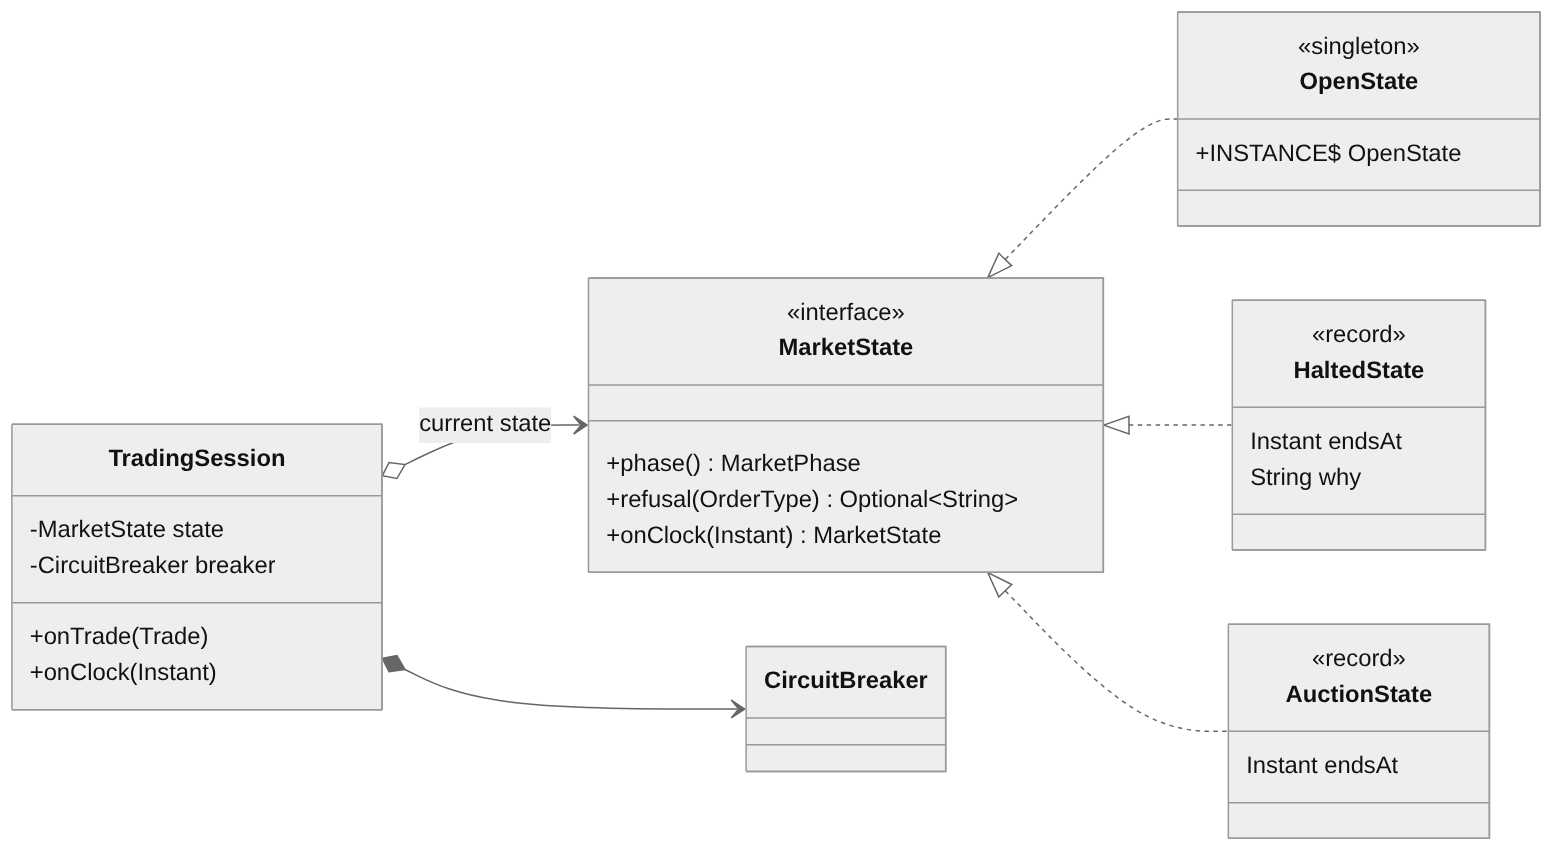 «singleton»
OpenState
+INSTANCE$ OpenState
«interface»
MarketState
+phase() : MarketPhase
+refusal(OrderType) : Optional<String>
+onClock(Instant) : MarketState
«record»
HaltedState
Instant endsAt
String why
current state
TradingSession
-MarketState state
-CircuitBreaker breaker
+onTrade(Trade)
+onClock(Instant)
CircuitBreaker
«record»
AuctionState
Instant endsAt